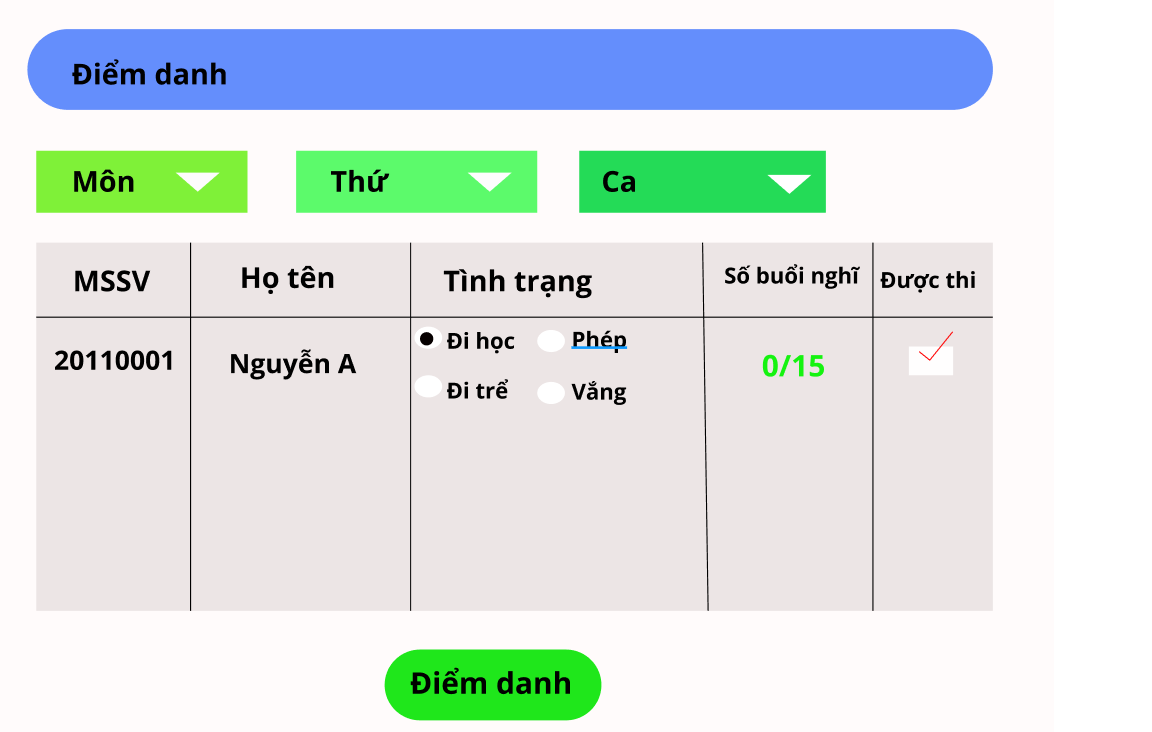 Điểm danh
Môn
Thứ
Ca
MSSV
Họ tên
Tình trạng
Số buổi nghĩ
Được thi
20110001
Nguyễn A
Đi học
Phép
Đi trể
Vắng
0/15
Điểm danh